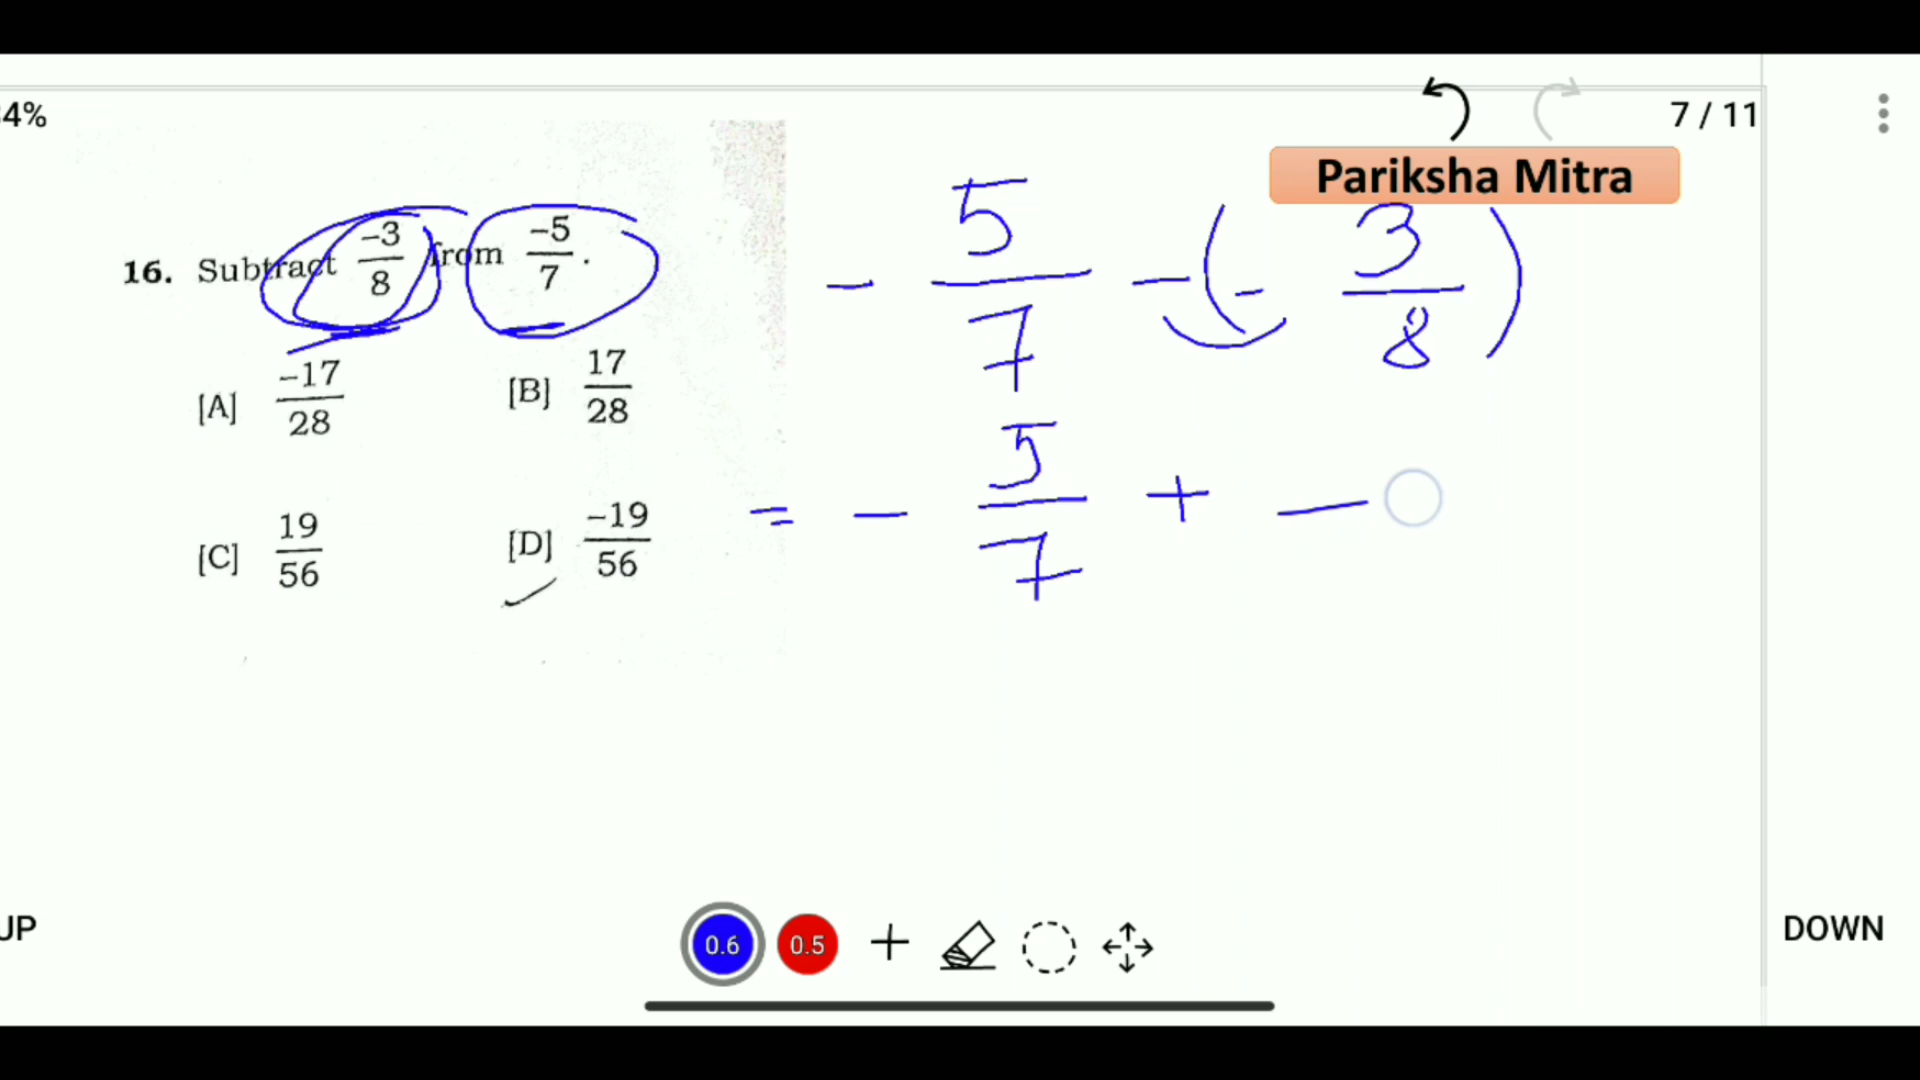 34%
7 / 11
Pariksha Mitra
16. Subtract -3/8 from -5/7.
[A] -17/28 [B] 17/28
[C] 19/56 [D] -19/56
- 5/7 - (- 3/8)
= - 5/7 + —
UP
DOWN
0.6 0.5